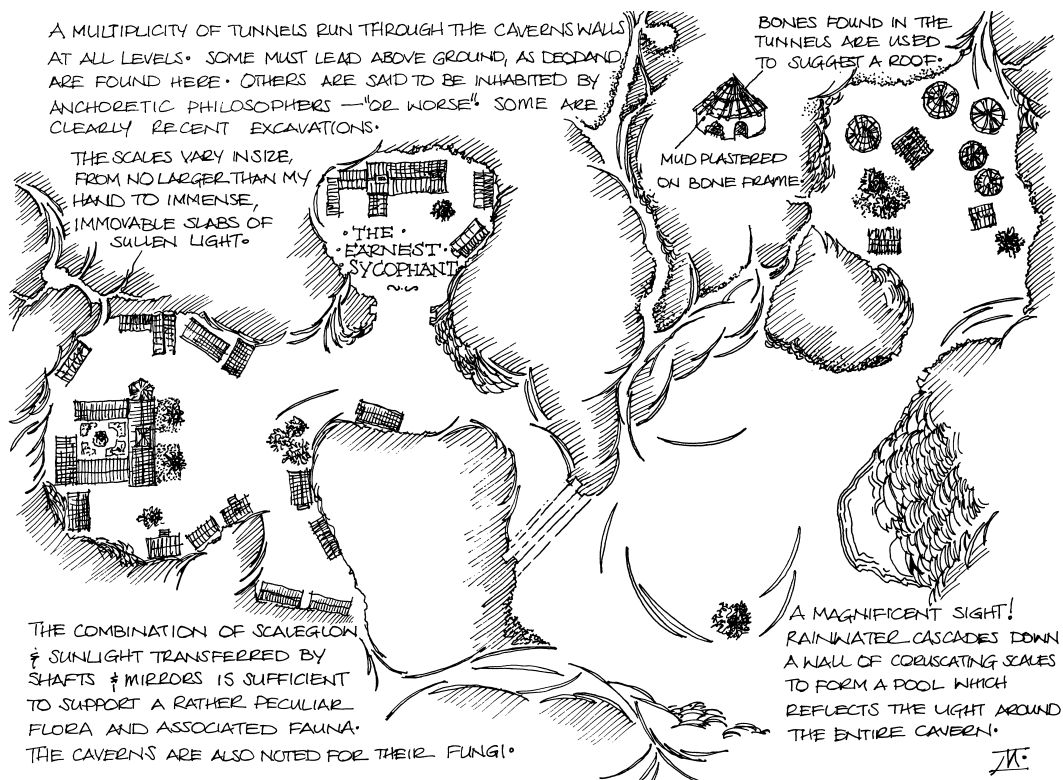 A MULTIPLICITY OF TUNNELS RUN THROUGH THE CAVERNS WALLS
AT ALL LEVELS. SOME MUST LEAD ABOVE GROUND, AS DEODAND
ARE FOUND HERE. OTHERS ARE SAID TO BE INHABITED BY
ANCHORETIC PHILOSOPHERS — "OR WORSE". SOME ARE
CLEARLY RECENT EXCAVATIONS.
BONES FOUND IN THE
TUNNELS ARE USED
TO SUGGEST A ROOF.
MUD PLASTERED
ON BONE FRAME
THE SCALES VARY IN SIZE,
FROM NO LARGER THAN MY
HAND TO IMMENSE,
IMMOVABLE SLABS OF
SULLEN LIGHT.
·THE·
·EARNEST·
SYCOPHANT
THE COMBINATION OF SCALEGLOW
& SUNLIGHT TRANSFERRED BY
SHAFTS & MIRRORS IS SUFFICIENT
TO SUPPORT A RATHER PECULIAR
FLORA AND ASSOCIATED FAUNA.
THE CAVERNS ARE ALSO NOTED FOR THEIR FUNGI.
A MAGNIFICENT SIGHT!
RAINWATER CASCADES DOWN
A WALL OF CORUSCATING SCALES
TO FORM A POOL WHICH
REFLECTS THE LIGHT AROUND
THE ENTIRE CAVERN.